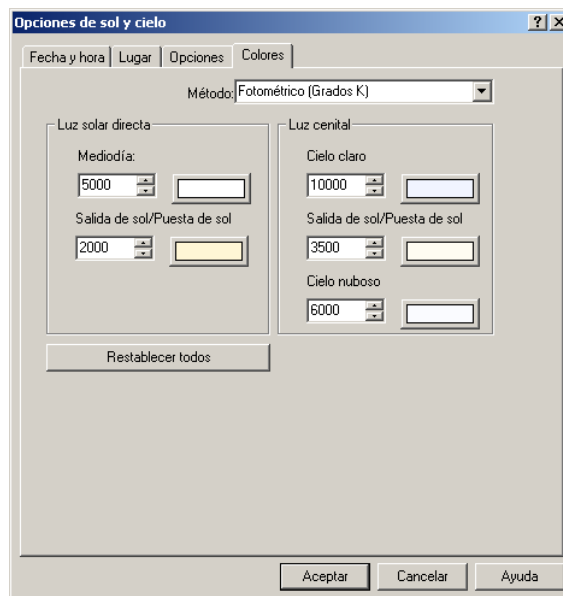 Opciones de sol y cielo
Fecha y hora Lugar Opciones Colores
Método: Fotométrico (Grados K)
Luz solar directa
Mediodía:
5000
Salida de sol/Puesta de sol
2000
Luz cenital
Cielo claro
10000
Salida de sol/Puesta de sol
3500
Cielo nuboso
6000
Restablecer todos
Aceptar Cancelar Ayuda